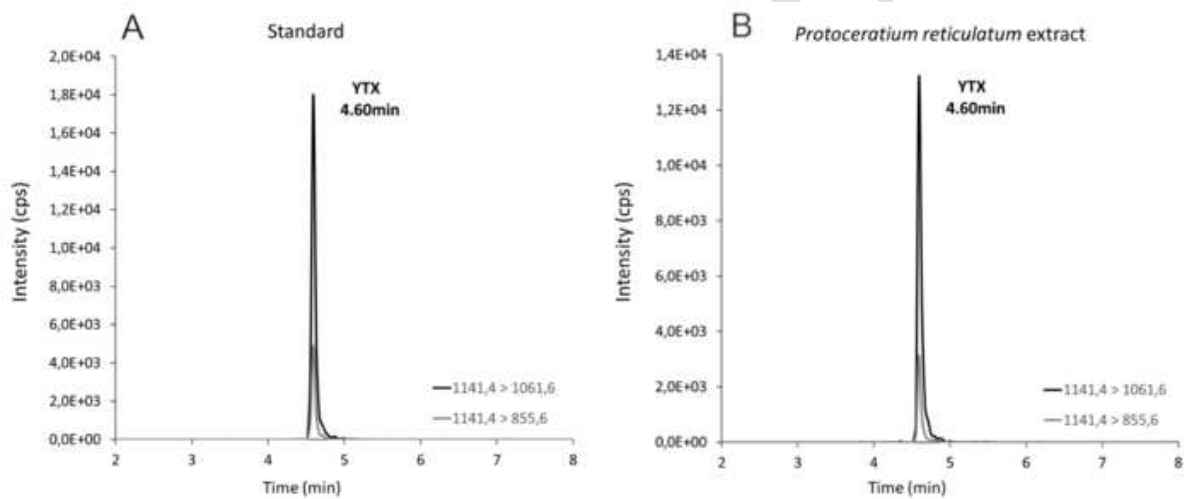 A
Standard
2,0E+04
1,8E+04
1,6E+04
1,4E+04
1,2E+04
1,0E+04
8,0E+03
6,0E+03
4,0E+03
2,0E+03
0,0E+00
Intensity (cps)
YTX
4.60min
1141,4 > 1061,6
1141,4 > 855,6
2 3 4 5 6 7 8
Time (min)
B
Protoceratium reticulatum extract
1,4E+04
1,2E+04
1,0E+04
8,0E+03
6,0E+03
4,0E+03
2,0E+03
0,0E+00
Intensity (cps)
YTX
4.60min
1141,4 > 1061,6
1141,4 > 855,6
2 3 4 5 6 7 8
Time (min)